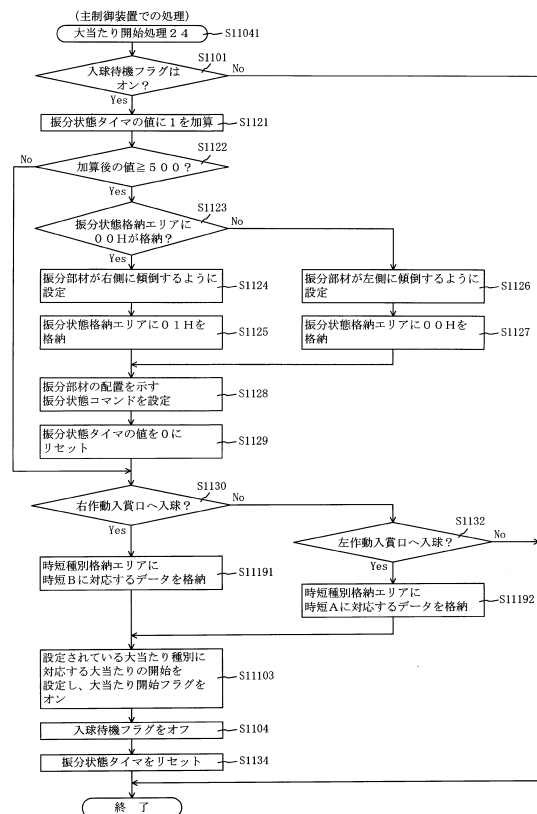 (主制御装置での処理)
大当たり開始処理24
S11041
S1101
入球待機フラグは
オン?
No
Yes
振分状態タイマの値に1を加算
S1121
S1122
No
加算後の値≧500?
Yes
S1123
振分状態格納エリアに
00Hが格納?
No
Yes
振分部材が右側に傾倒するように
設定
S1124
振分部材が左側に傾倒するように
設定
S1126
振分状態格納エリアに01Hを
格納
S1125
振分状態格納エリアに00Hを
格納
S1127
振分部材の配置を示す
振分状態コマンドを設定
S1128
振分状態タイマの値を0に
リセット
S1129
S1130
右作動入賞口へ入球?
No
Yes
S1132
左作動入賞口へ入球?
No
Yes
時短種別格納エリアに
時短Bに対応するデータを格納
S11191
時短種別格納エリアに
時短Aに対応するデータを格納
S11192
設定されている大当たり種別に
対応する大当たりの開始を
設定し、大当たり開始フラグを
オン
S11103
入球待機フラグをオフ
S1104
振分状態タイマをリセット
S1134
終 了